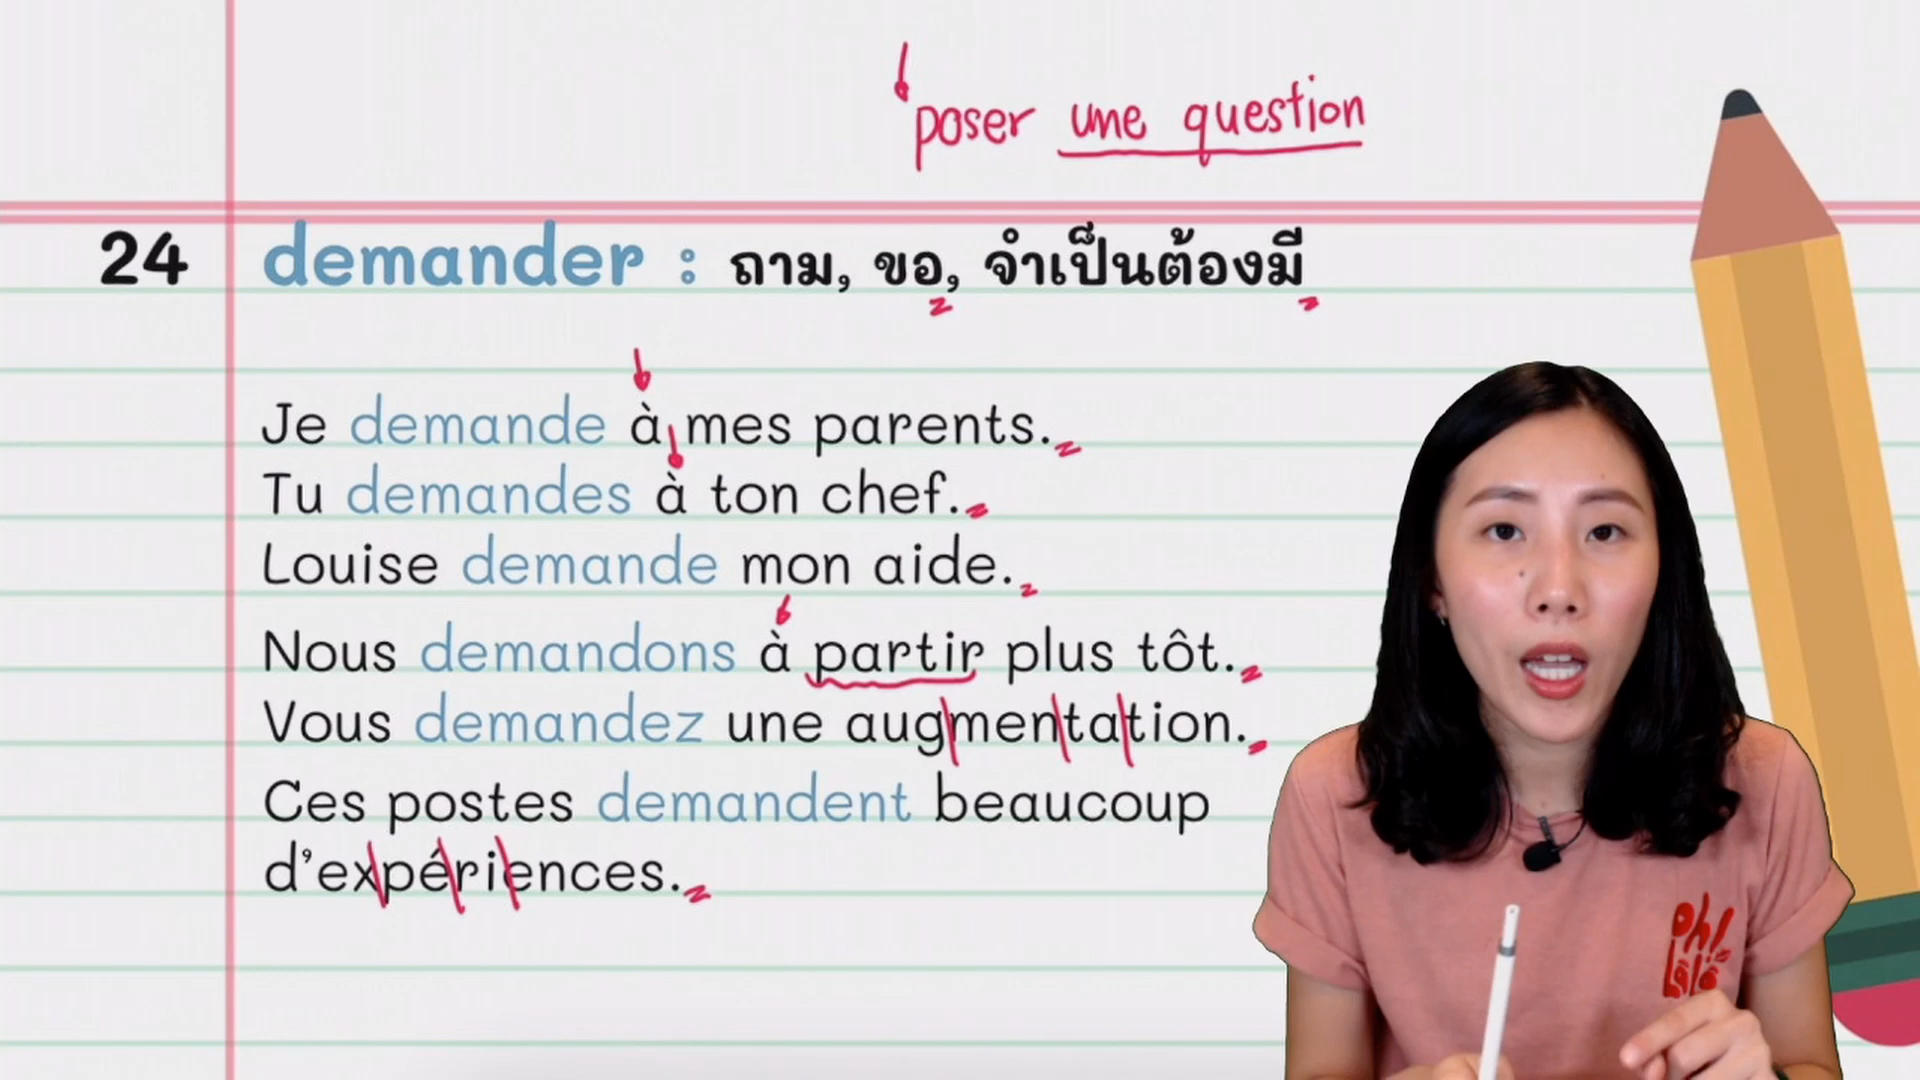 poser une question
24 demander : ถาม, ขอ, จำเป็นต้องมี
Je demande à mes parents.
Tu demandes à ton chef.
Louise demande mon aide.
Nous demandons à partir plus tôt.
Vous demandez une augmentation.
Ces postes demandent beaucoup
d'expériences.
Oh!
làlà